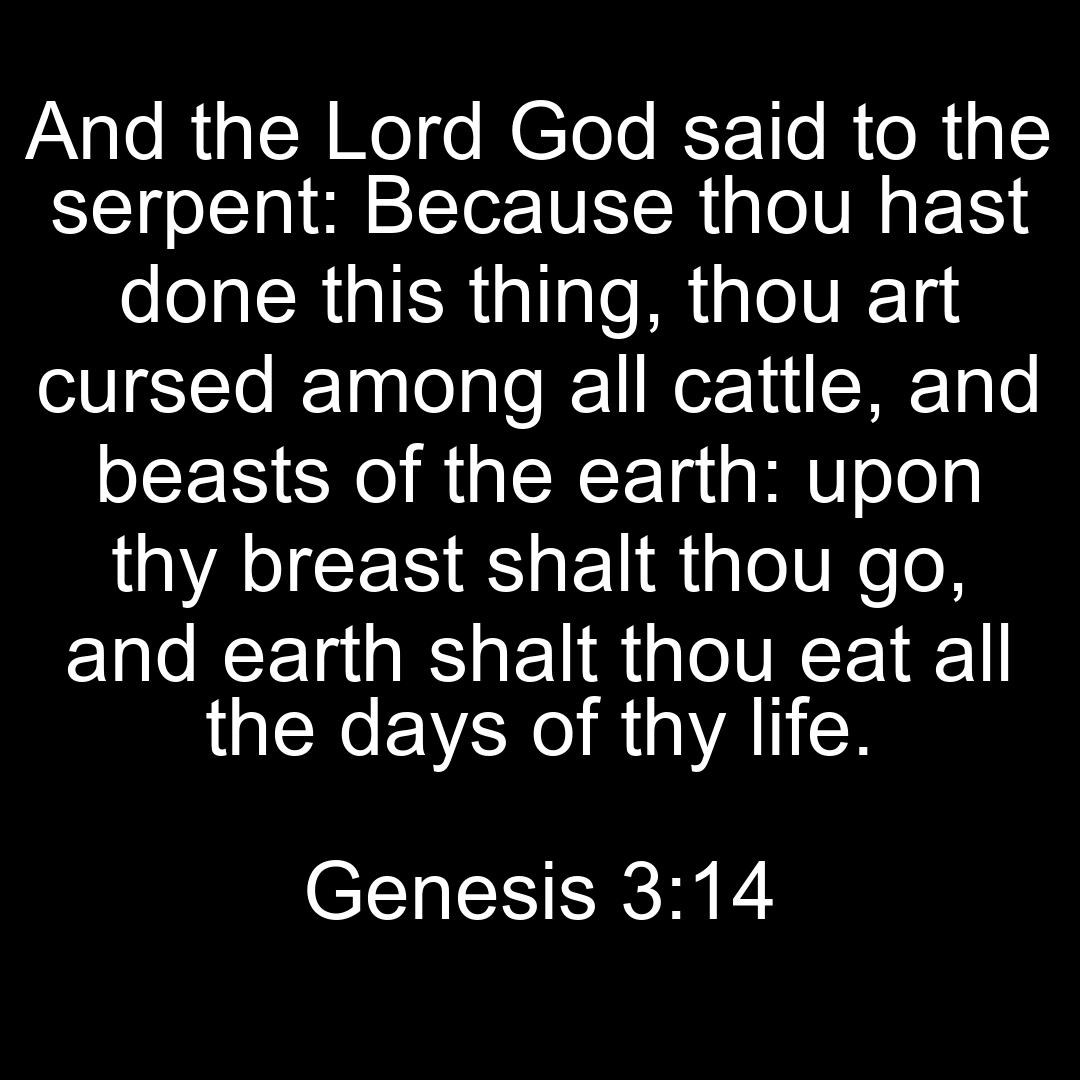 And the Lord God said to the
serpent: Because thou hast
done this thing, thou art
cursed among all cattle, and
beasts of the earth: upon
thy breast shalt thou go,
and earth shalt thou eat all
the days of thy life.
Genesis 3:14